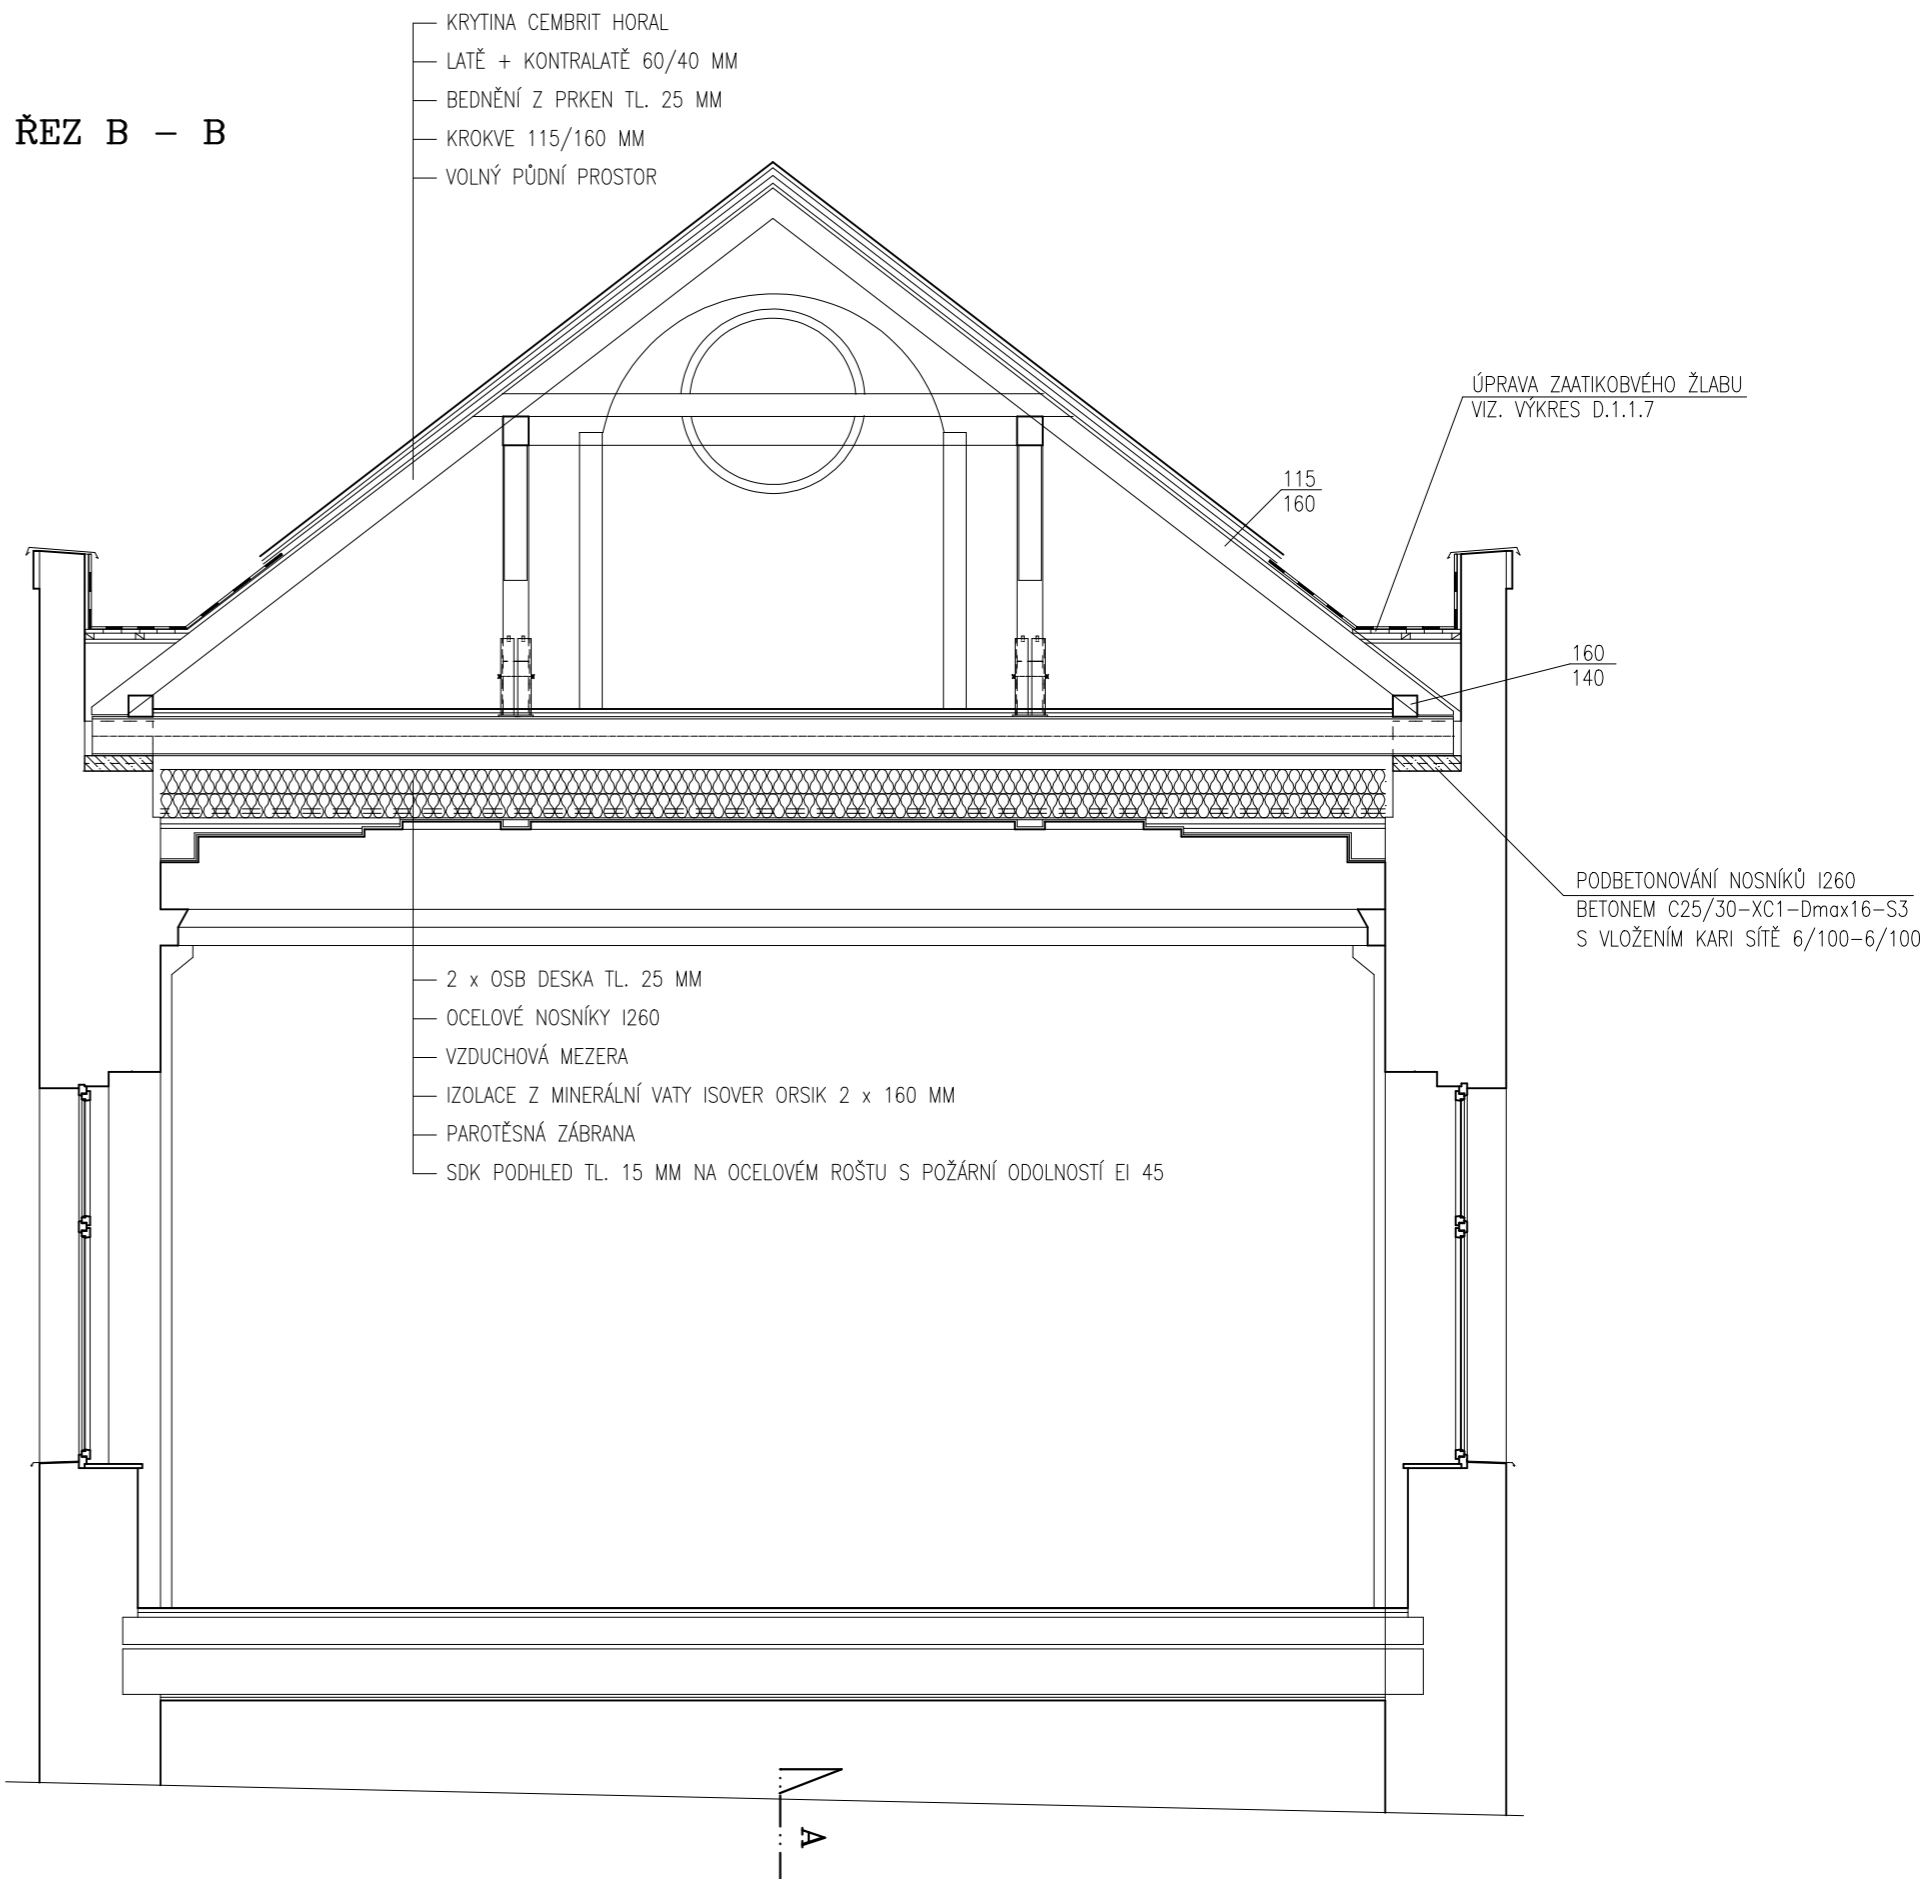 KRYTINA CEMBRIT HORAL
LATĚ + KONTRALATĚ 60/40 MM
BEDNĚNÍ Z PRKEN TL. 25 MM
KROKVE 115/160 MM
VOLNÝ PŮDNÍ PROSTOR
ŘEZ B – B
ÚPRAVA ZAATIKOBVÉHO ŽLABU
VIZ. VÝKRES D.1.1.7
115
160
160
140
PODBETONOVÁNÍ NOSNÍKŮ I260
BETONEM C25/30-XC1-Dmax16-S3
S VLOŽENÍM KARI SÍTĚ 6/100-6/100
2 x OSB DESKA TL. 25 MM
OCELOVÉ NOSNÍKY I260
VZDUCHOVÁ MEZERA
IZOLACE Z MINERÁLNÍ VATY ISOVER ORSIK 2 x 160 MM
PAROTĚSNÁ ZÁBRANA
SDK PODHLED TL. 15 MM NA OCELOVÉM ROŠTU S POŽÁRNÍ ODOLNOSTÍ EI 45
A